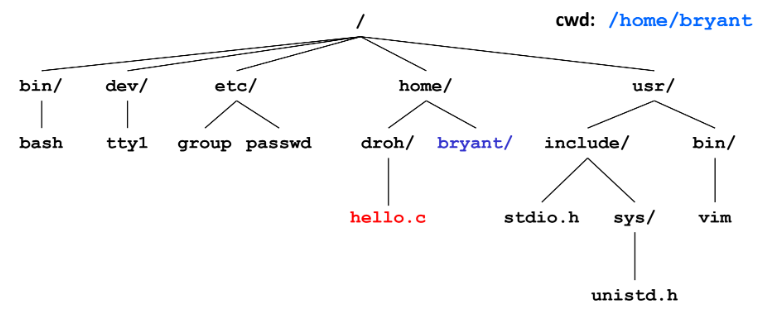 /
cwd: /home/bryant
bin/ dev/ etc/ home/ usr/
bash tty1 group passwd droh/ bryant/ include/ bin/
hello.c stdio.h sys/ vim
unistd.h